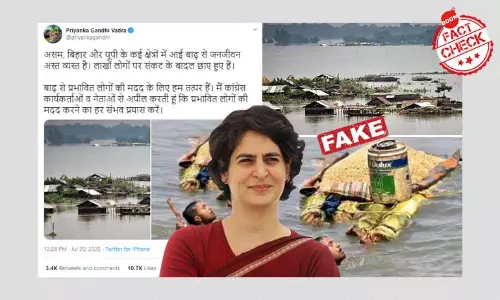 Priyanka Gandhi Vadra
@priyankagandhi
असम, बिहार और यूपी के कई क्षेत्रों में आई बाढ़ से जनजीवन
अस्त व्यस्त है। लाखों लोगों पर संकट के बादल छाए हुए हैं।
बाढ़ से प्रभावित लोगों की मदद के लिए हम तत्पर हैं। मैं कांग्रेस
कार्यकर्ताओं व नेताओं से अपील करती हूं कि प्रभावित लोगों की
मदद करने का हर संभव प्रयास करें।
12:28 PM · Jul 20, 2020 · Twitter for iPhone
3.4K Retweets and comments 10.7K Likes
BOOM
FACT
CHECK
FAKE
Dulux